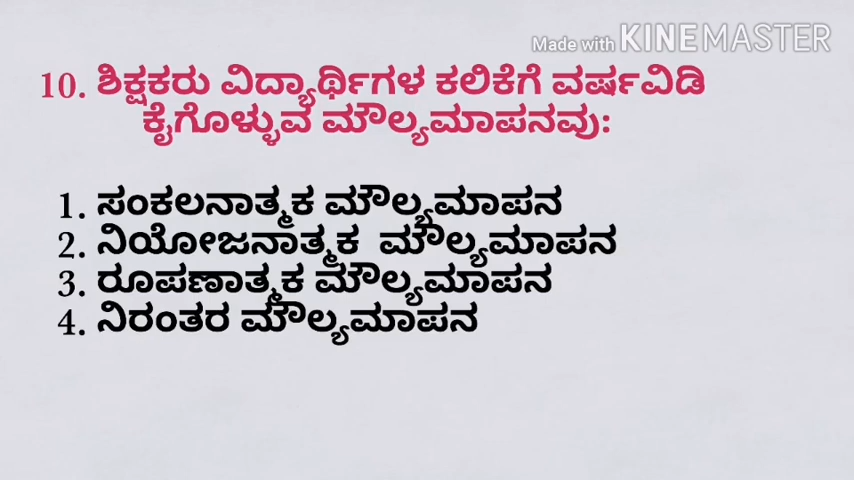 Made with KINEMASTER
10. ಶಿಕ್ಷಕರು ವಿದ್ಯಾರ್ಥಿಗಳ ಕಲಿಕೆಗೆ ವರ್ಷವಿಡಿ
ಕೈಗೊಳ್ಳುವ ಮೌಲ್ಯಮಾಪನವು:
1. ಸಂಕಲನಾತ್ಮಕ ಮೌಲ್ಯಮಾಪನ
2. ನಿಯೋಜನಾತ್ಮಕ ಮೌಲ್ಯಮಾಪನ
3. ರೂಪಣಾತ್ಮಕ ಮೌಲ್ಯಮಾಪನ
4. ನಿರಂತರ ಮೌಲ್ಯಮಾಪನ